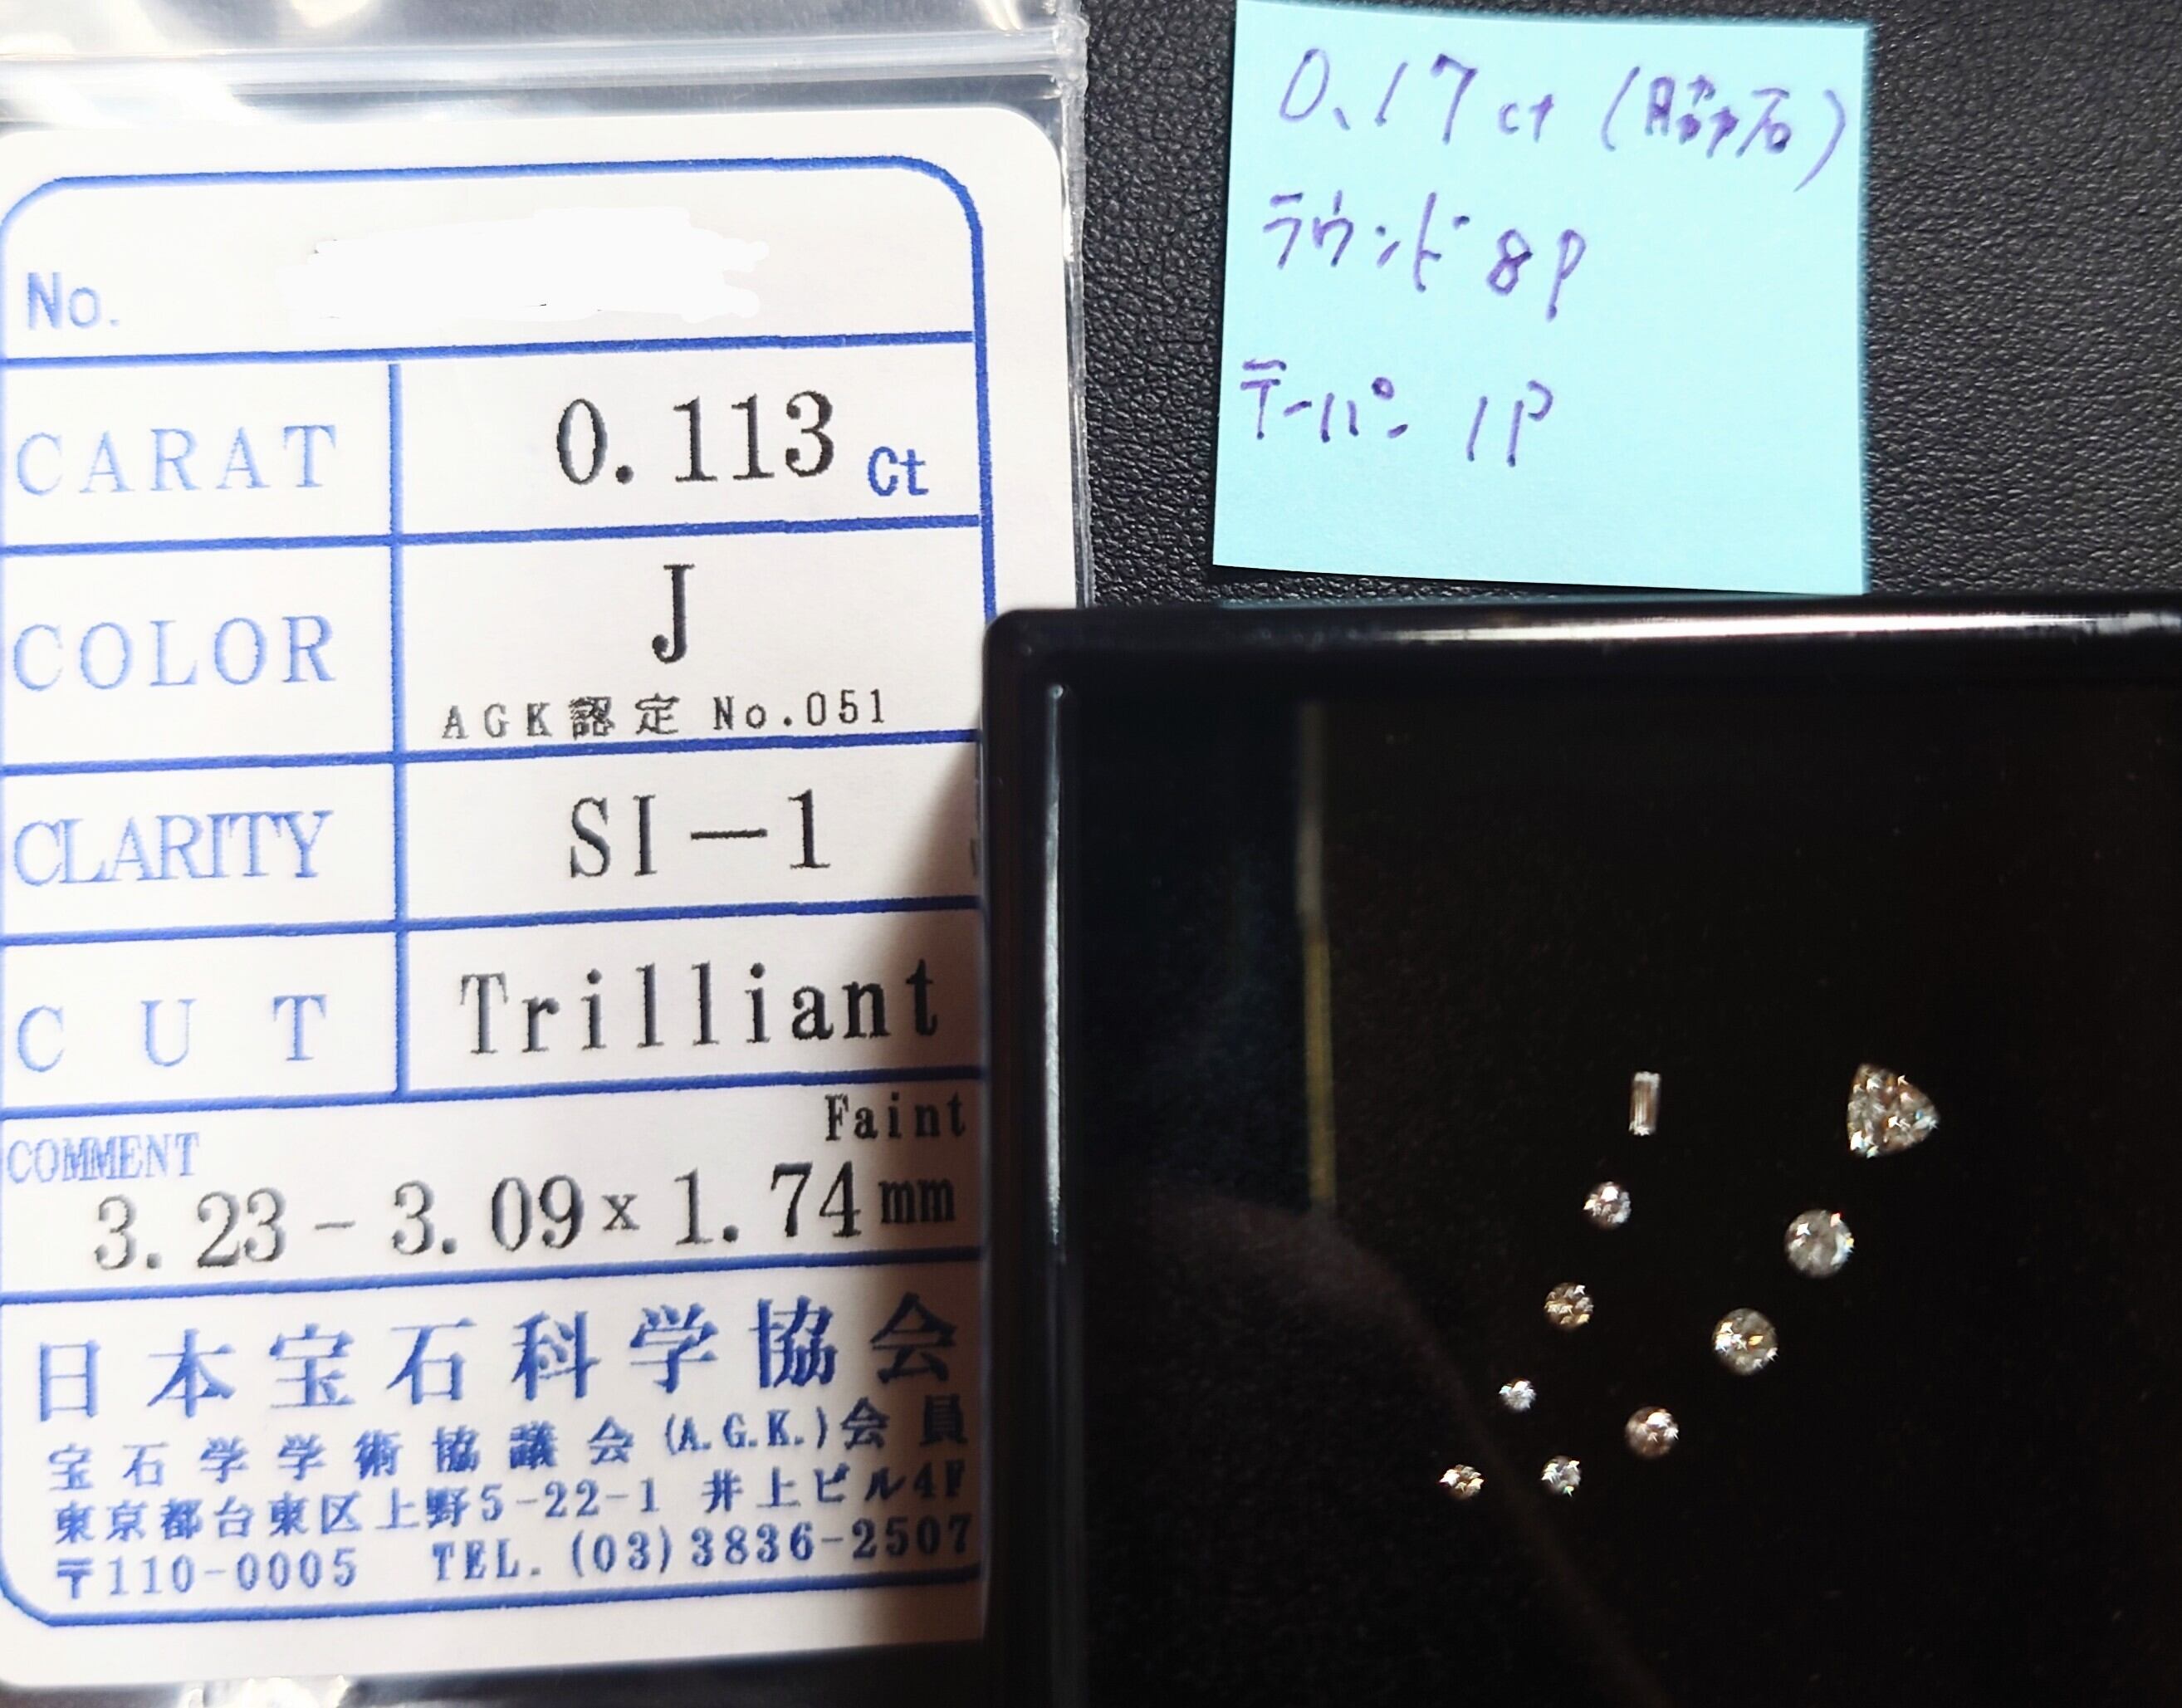 No.
CARAT 0.113 Ct
COLOR J
AGK認定 No.051
CLARITY SI-1
CUT Trilliant
COMMENT Faint
3.23-3.09x1.74mm
日本宝石科学協会
宝石学学術協議会(A.G.K.)会員
東京都台東区上野5-22-1 井上ビル4F
〒110-0005 TEL.(03)3836-2507
0.17ct(脇石)
ラウンド 8P
テーパー 1P